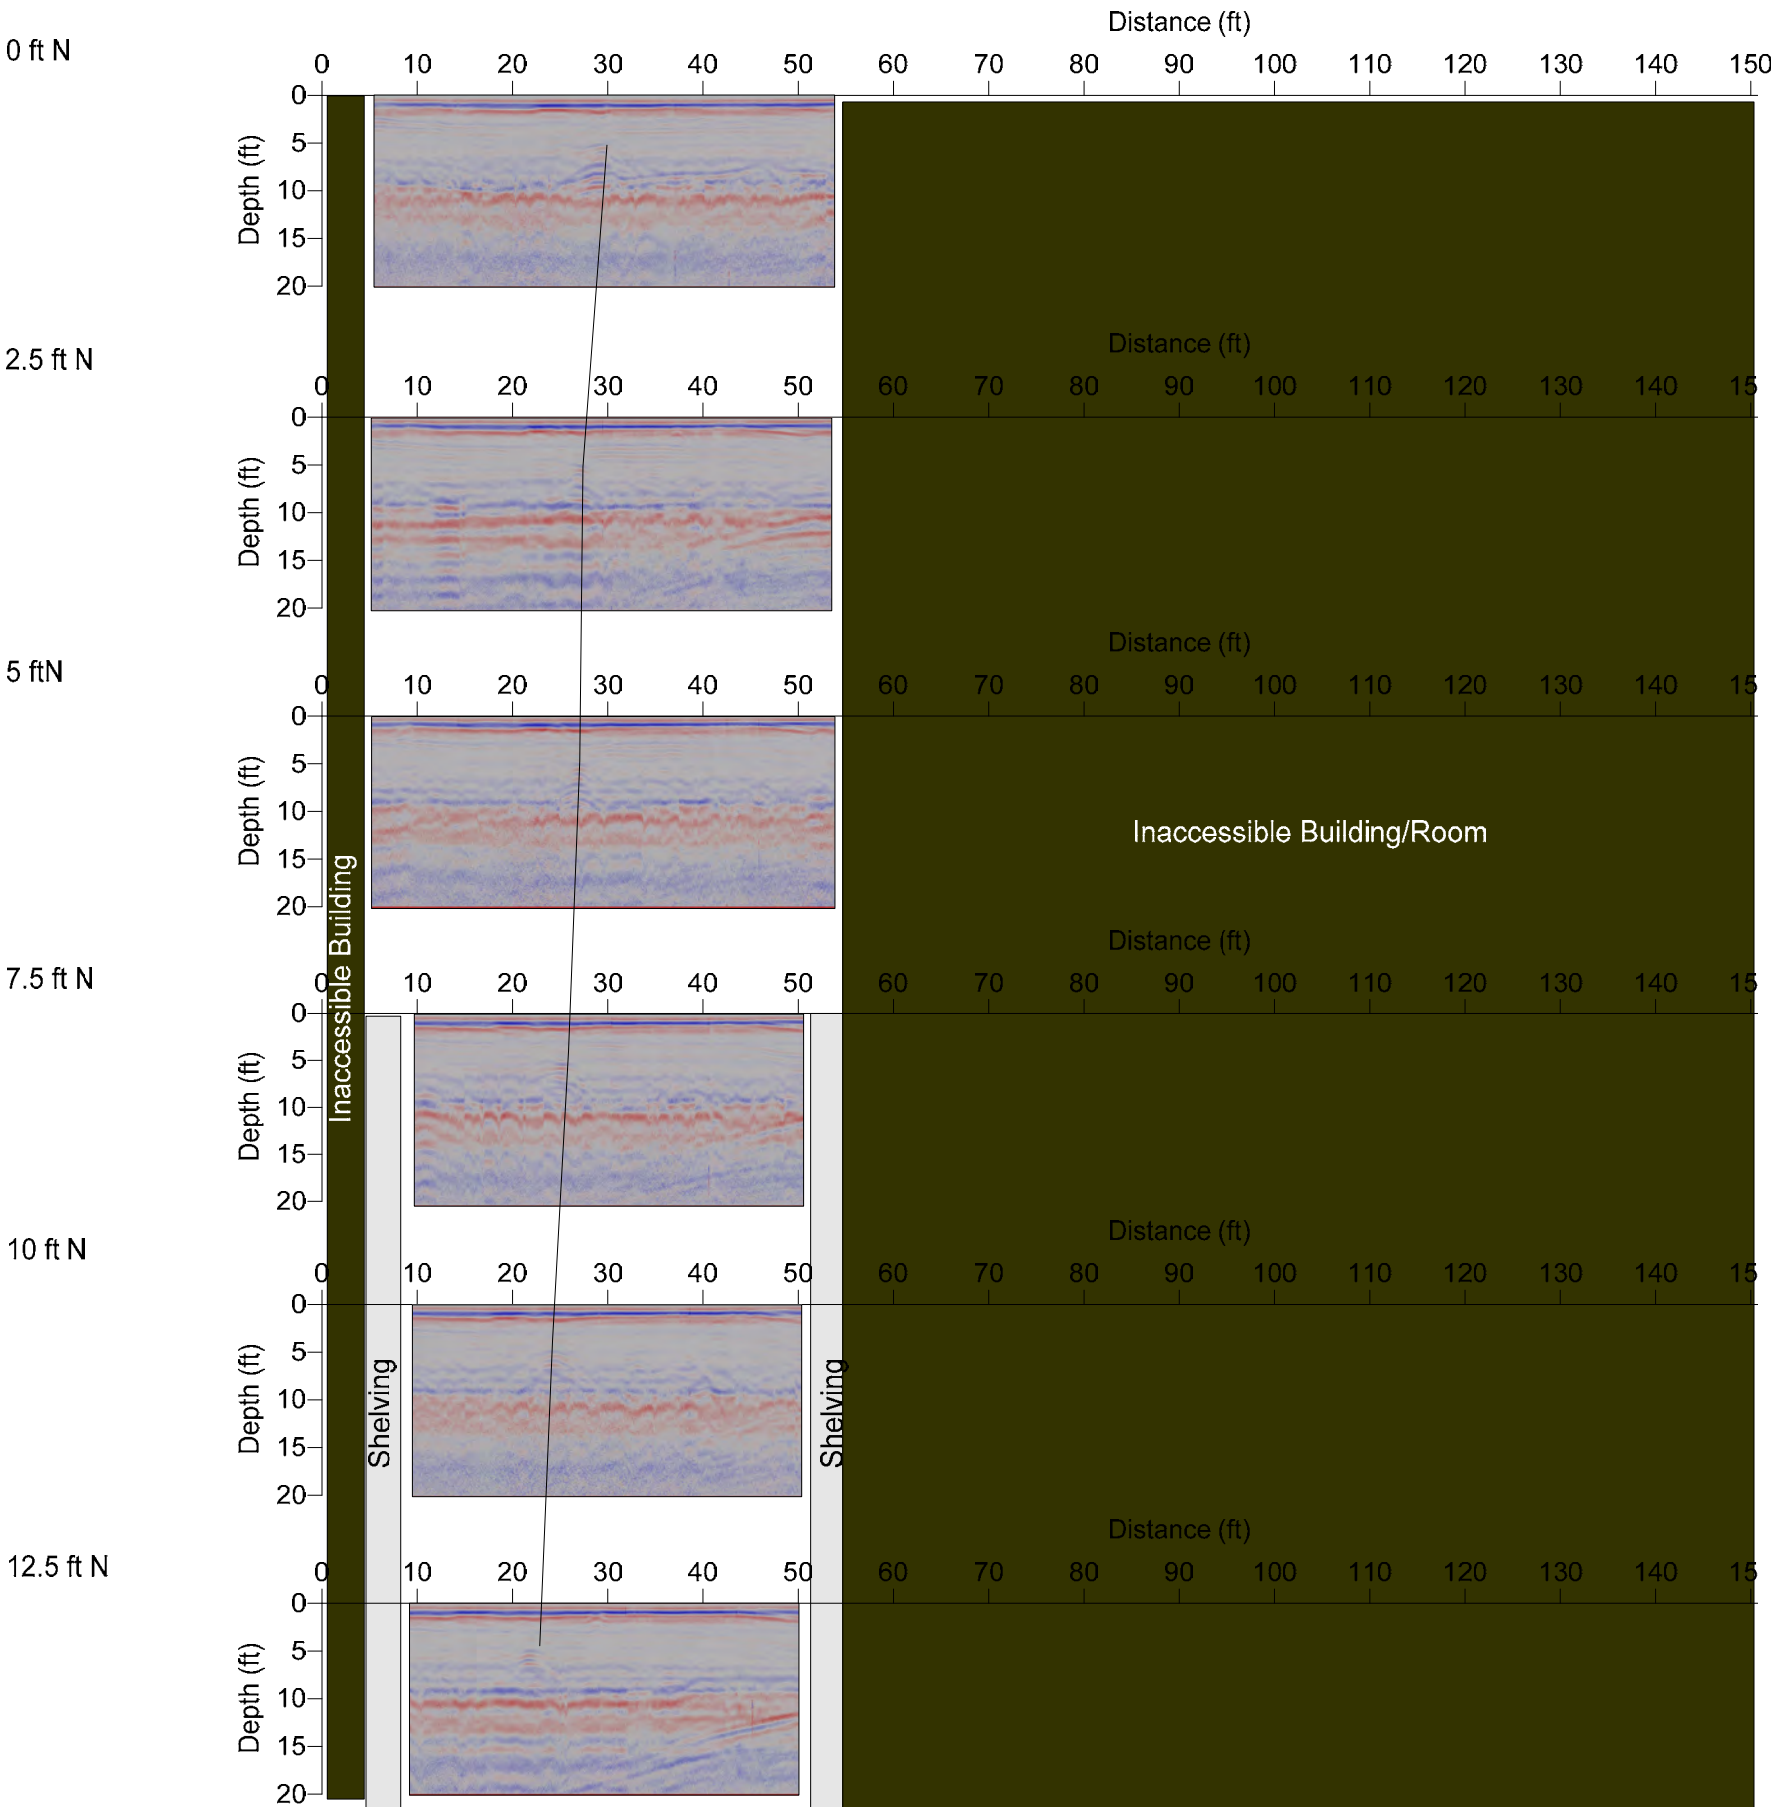 Distance (ft)
0 ft N
0 10 20 30 40 50 60 70 80 90 100 110 120 130 140 150
0
5
10
15
20
Depth (ft)
Distance (ft)
2.5 ft N
0 10 20 30 40 50 60 70 80 90 100 110 120 130 140 15
0
5
10
15
20
Depth (ft)
Distance (ft)
5 ftN
0 10 20 30 40 50 60 70 80 90 100 110 120 130 140 15
0
5
10
15
20
Depth (ft)
Inaccessible Building/Room
Inaccessible Building
Distance (ft)
7.5 ft N
0 10 20 30 40 50 60 70 80 90 100 110 120 130 140 15
0
5
10
15
20
Depth (ft)
Distance (ft)
10 ft N
0 10 20 30 40 50 60 70 80 90 100 110 120 130 140 15
0
5
10
15
20
Depth (ft)
Shelving
Shelving
Distance (ft)
12.5 ft N
0 10 20 30 40 50 60 70 80 90 100 110 120 130 140 15
0
5
10
15
20
Depth (ft)